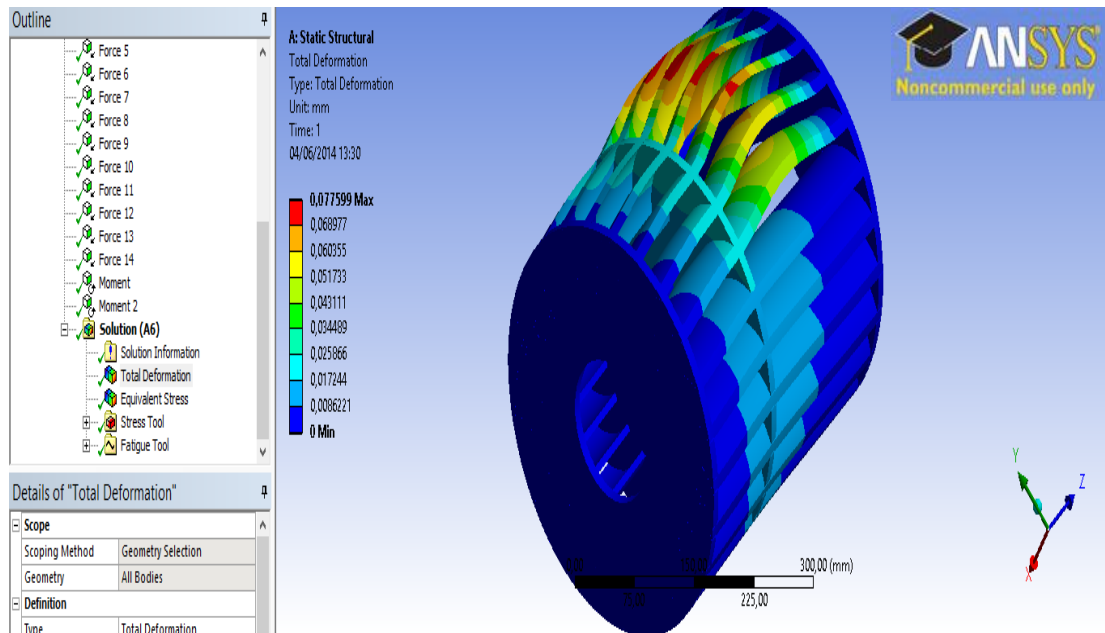 Outline
Force 5
Force 6
Force 7
Force 8
Force 9
Force 10
Force 11
Force 12
Force 13
Force 14
Moment
Moment 2
Solution (A6)
Solution Information
Total Deformation
Equivalent Stress
Stress Tool
Fatigue Tool
Details of "Total Deformation"
Scope
Scoping Method Geometry Selection
Geometry All Bodies
Definition
Type Total Deformation
A: Static Structural
Total Deformation
Type: Total Deformation
Unit: mm
Time: 1
04/06/2014 13:30
0,077599 Max
0,068977
0,060355
0,051733
0,043111
0,034489
0,025866
0,017244
0,0086221
0 Min
ANSYS
Noncommercial use only
Y
Z
X
300,00 (mm)
225,00